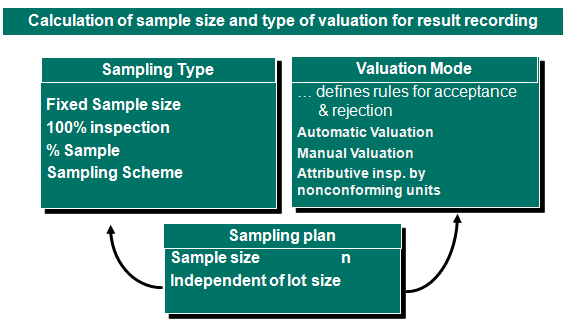 Calculation of sample size and type of valuation for result recording
Sampling Type
Fixed Sample size
100% inspection
% Sample
Sampling Scheme
Valuation Mode
... defines rules for acceptance
& rejection
Automatic Valuation
Manual Valuation
Attributive insp. by
nonconforming units
Sampling plan
Sample size n
Independent of lot size